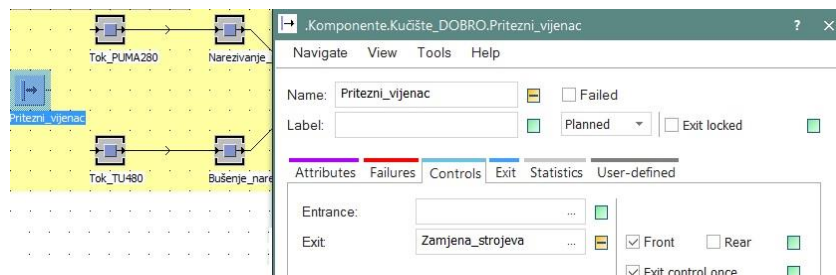 .Komponente.Kučište_DOBRO.Pritezni_vijenac ? ×
Navigate View Tools Help
Name: Pritezni_vijenac Failed
Label: Planned Exit locked
Attributes Failures Controls Exit Statistics User-defined
Entrance: ...
Exit: Zamjena_strojeva ... Front Rear
Exit control once
Tok_PUMA280 Narezivanje_
Pritezni_vijenac
Tok_TU480 Bušenje_nare